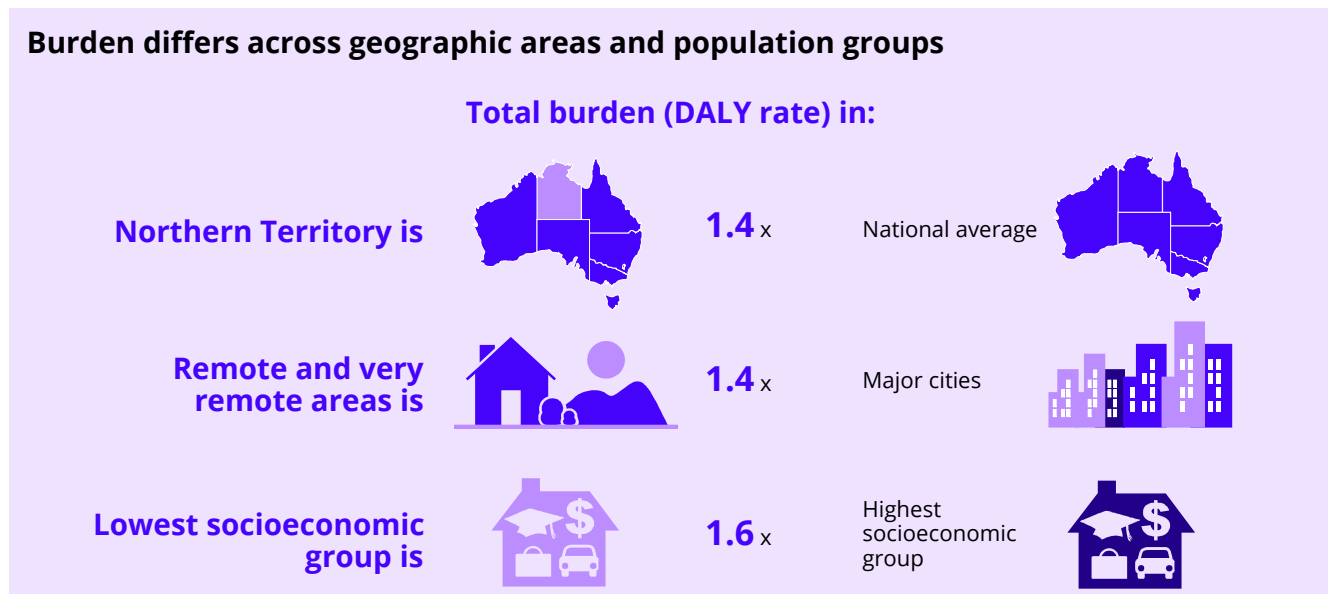 Burden differs across geographic areas and population groups
Total burden (DALY rate) in:
Northern Territory is
1.4 x
National average
Remote and very
remote areas is
1.4 x
Major cities
Lowest socioeconomic
group is
$
1.6 x
Highest
socioeconomic
group
$